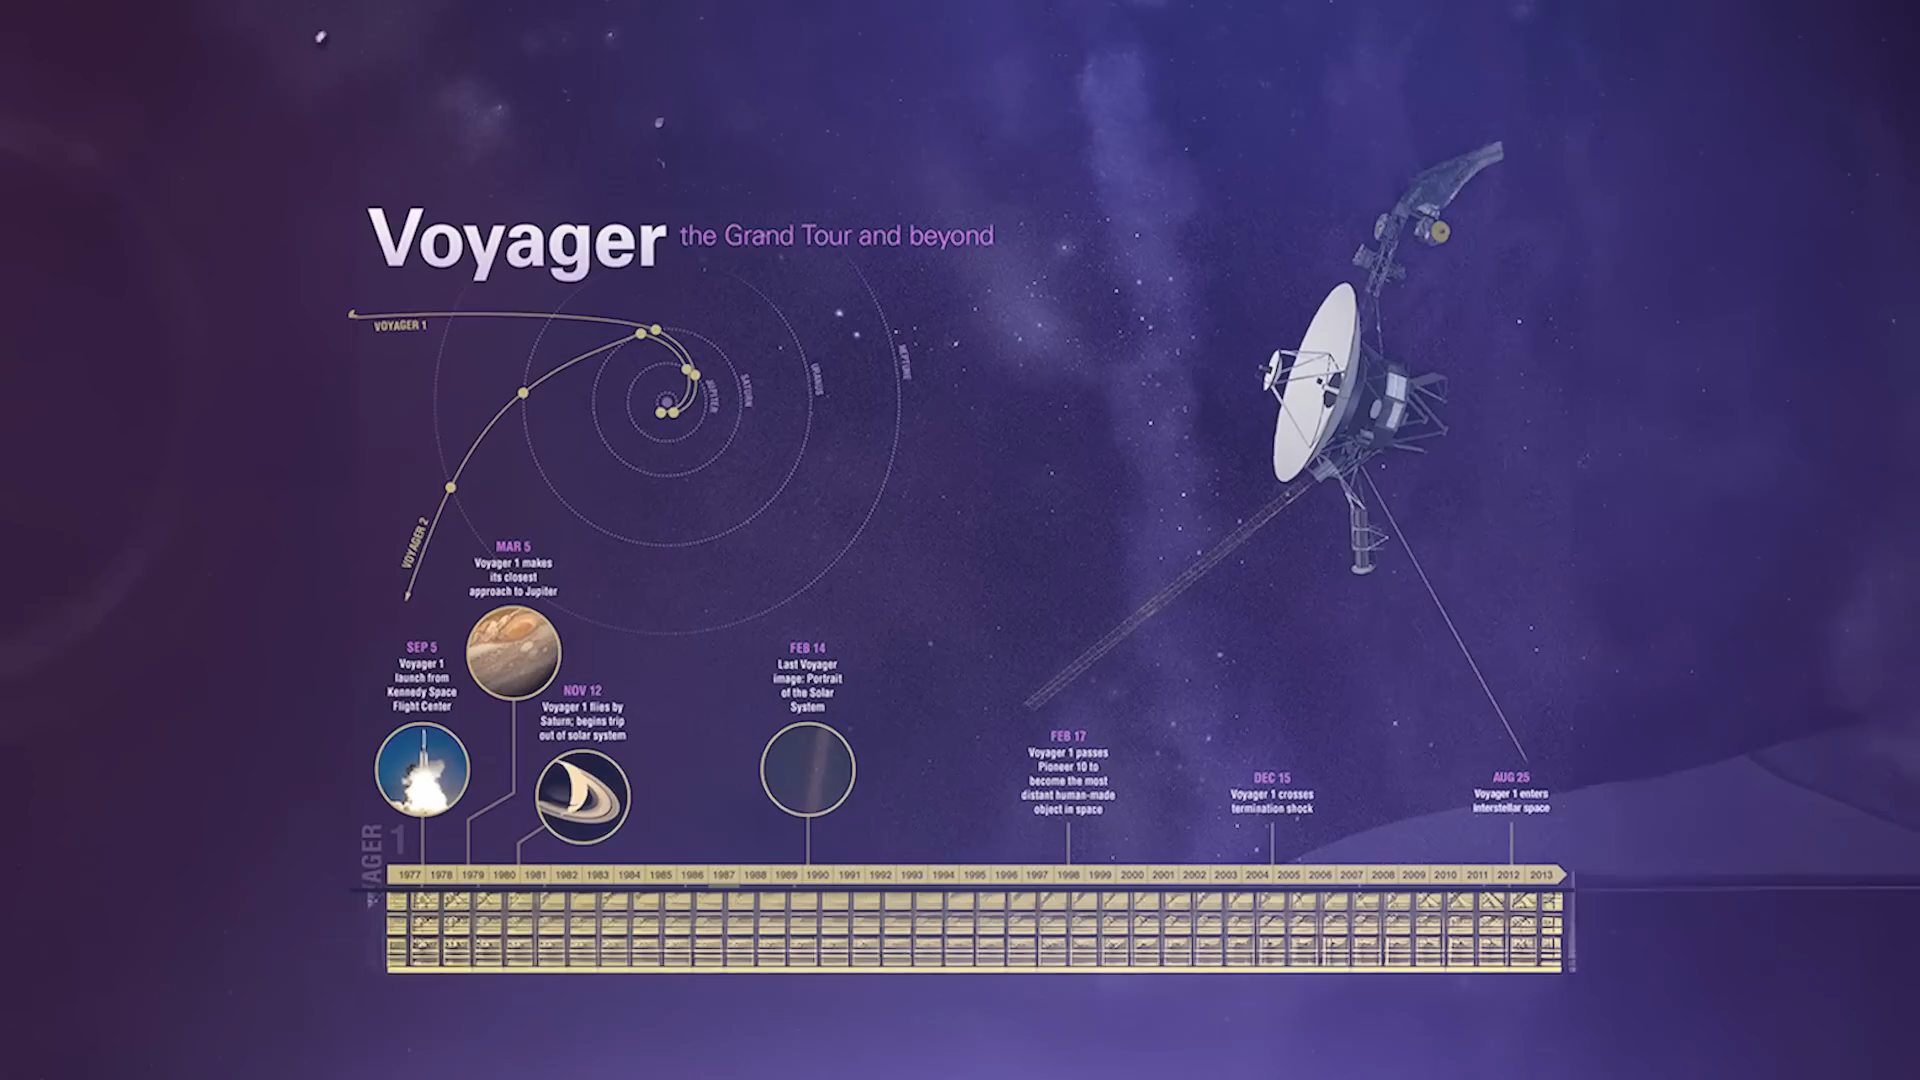 Voyager the Grand Tour and beyond
VOYAGER 1
JUPITER
SATURN
URANUS
NEPTUNE
VOYAGER 2
MAR 5
Voyager 1 makes
its closest
approach to Jupiter
SEP 5
Voyager 1
launch from
Kennedy Space
Flight Center
NOV 12
Voyager 1 flies by
Saturn; begins trip
out of solar system
FEB 14
Last Voyager
image: Portrait
of the Solar
System
FEB 17
Voyager 1 passes
Pioneer 10 to
become the most
distant human-made
object in space
DEC 15
Voyager 1 crosses
termination shock
AUG 25
Voyager 1 enters
interstellar space
1
1977 1978 1979 1980 1981 1982 1983 1984 1985 1986 1987 1988 1989 1990 1991 1992 1993 1994 1995 1996 1997 1998 1999 2000 2001 2002 2003 2004 2005 2006 2007 2008 2009 2010 2011 2012 2013